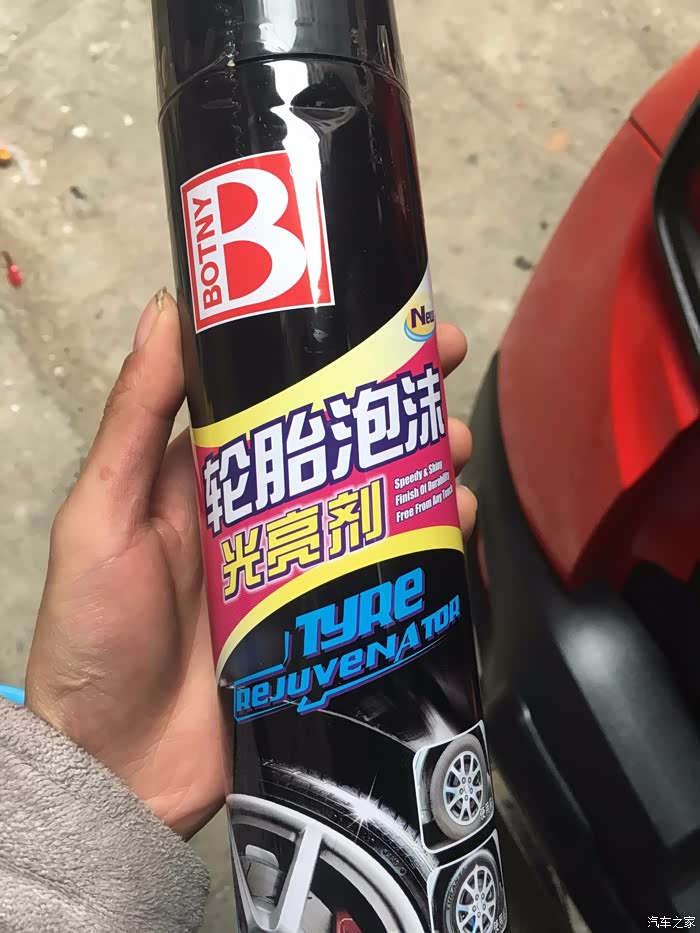 BOTNY
B
New
轮胎泡沫
光亮剂
Speedy & Shiny
Finish Of Durability
Free From Any Touch
TYRE
REJUVENATOR
汽车之家